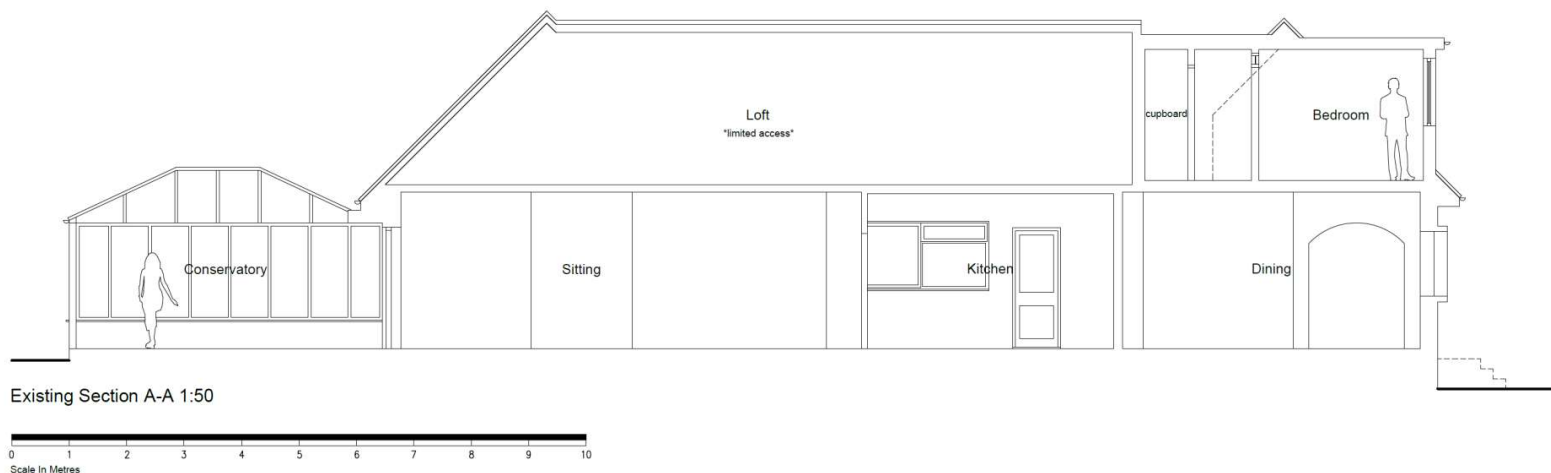 Loft
"limited access"
cupboard
Bedroom
Conservatory
Sitting
Kitchen
Dining
Existing Section A-A 1:50
0 1 2 3 4 5 6 7 8 9 10
Scale In Metres